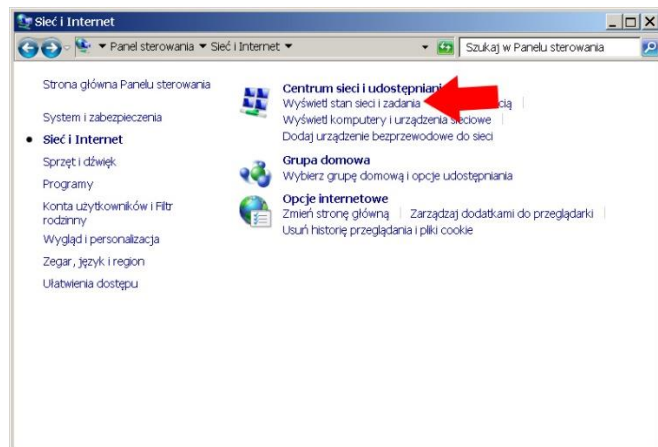 Sieć i Internet
Panel sterowania Sieć i Internet
Szukaj w Panelu sterowania
Strona główna Panelu sterowania
System i zabezpieczenia
Sieć i Internet
Sprzęt i dźwięk
Programy
Konta użytkowników i Filtr
rodzinny
Wygląd i personalizacja
Zegar, język i region
Ułatwienia dostępu
Centrum sieci i udostępniani
Wyświetl stan sieci i zadania
Wyświetl komputery i urządzenia sieciowe
Dodaj urządzenie bezprzewodowe do sieci
Grupa domowa
Wybierz grupę domową i opcje udostępniania
Opcje internetowe
Zmień stronę główną Zarządzaj dodatkami do przeglądarki
Usuń historię przeglądania i pliki cookie